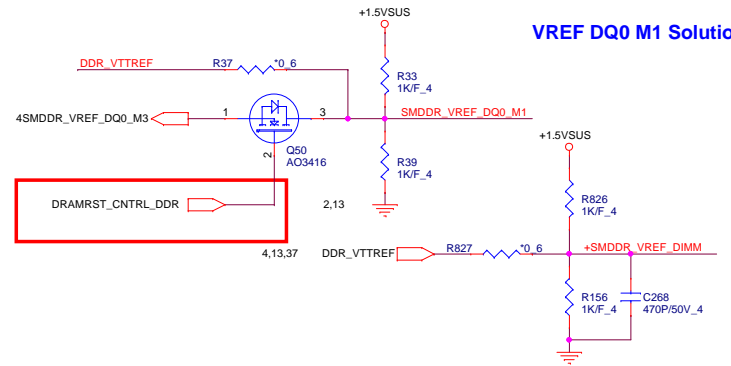 +1.5VSUS
VREF DQ0 M1 Solutio
DDR_VTTREF
R37
*0_6
R33
1K/F_4
4SMDDR_VREF_DQ0_M3
1
3
SMDDR_VREF_DQ0_M1
2
Q50
AO3416
R39
1K/F_4
+1.5VSUS
DRAMRST_CNTRL_DDR
2,13
R826
1K/F_4
4,13,37
DDR_VTTREF
R827
*0_6
+SMDDR_VREF_DIMM
R156
1K/F_4
C268
470P/50V_4